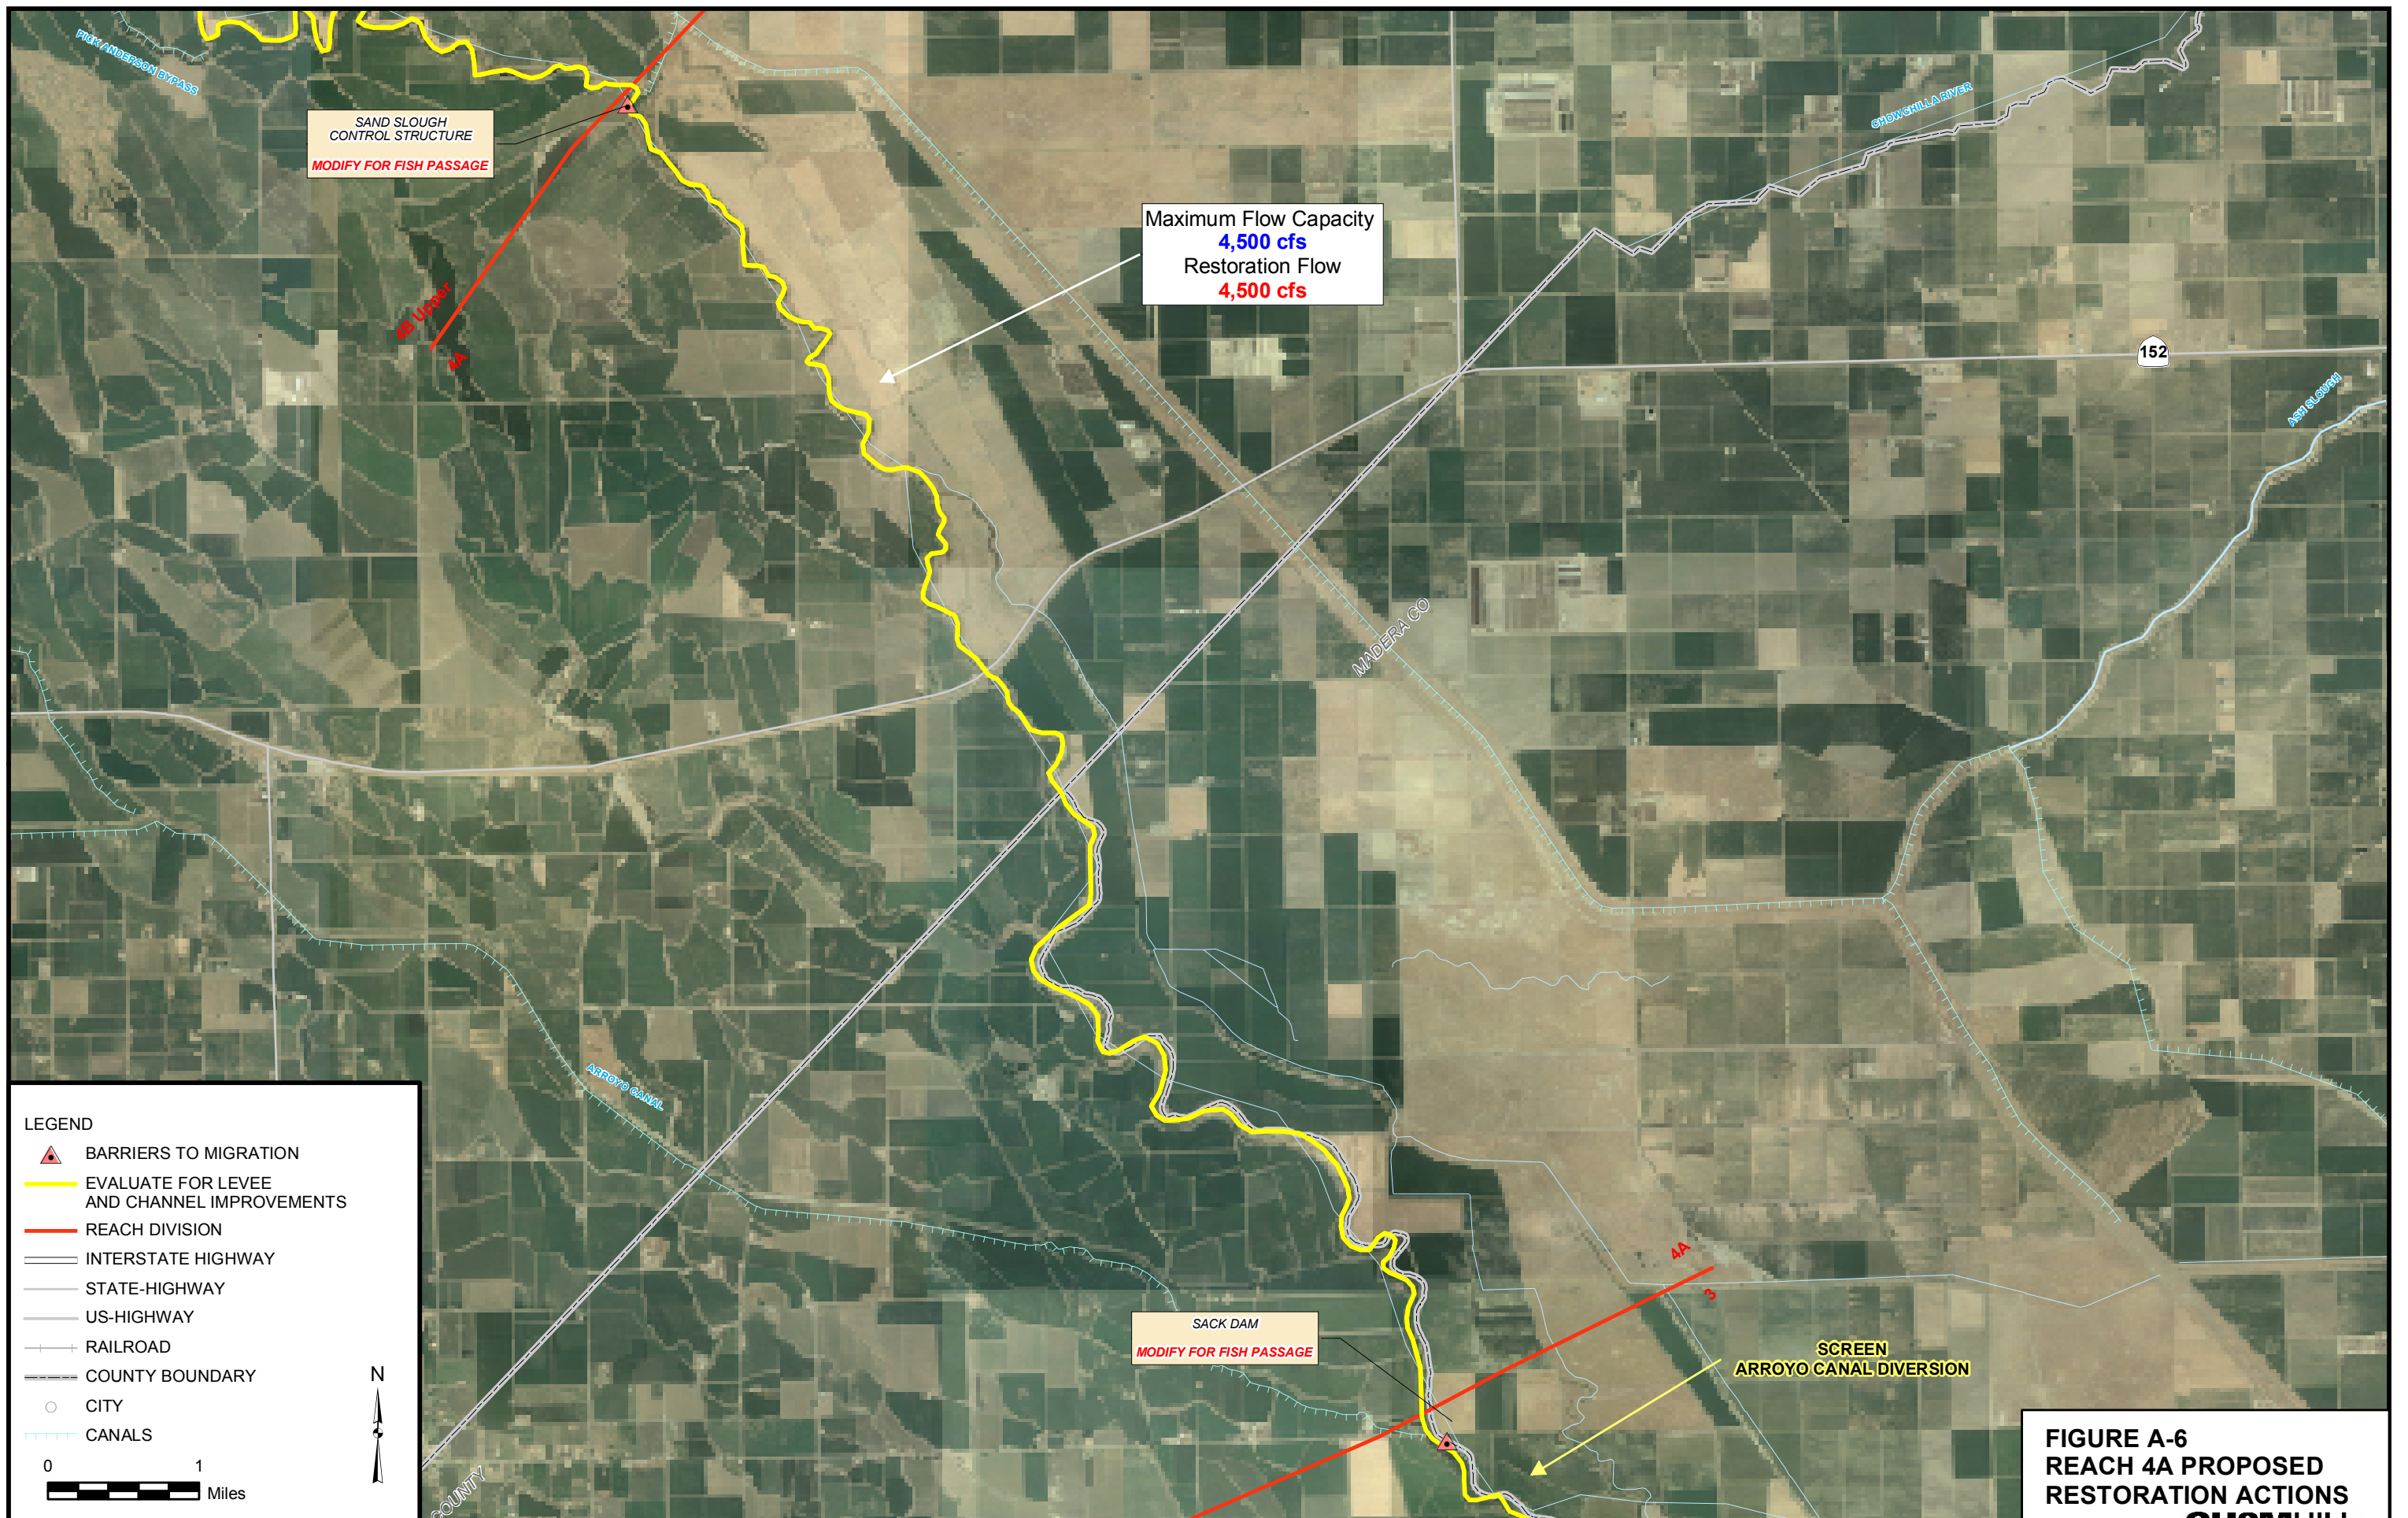 PICK ANDERSON BYPASS
SAND SLOUGH
CONTROL STRUCTURE
MODIFY FOR FISH PASSAGE
CHOWCHILLA RIVER
Maximum Flow Capacity
4,500 cfs
Restoration Flow
4,500 cfs
4B Upper
4A
152
ASH SLOUGH
MADERA CO
ARROYO CANAL
4A
3
SACK DAM
MODIFY FOR FISH PASSAGE
SCREEN
ARROYO CANAL DIVERSION
COUNTY
LEGEND
BARRIERS TO MIGRATION
EVALUATE FOR LEVEE
AND CHANNEL IMPROVEMENTS
REACH DIVISION
INTERSTATE HIGHWAY
STATE-HIGHWAY
US-HIGHWAY
RAILROAD
COUNTY BOUNDARY
CITY
CANALS
N
0 1
Miles
FIGURE A-6
REACH 4A PROPOSED
RESTORATION ACTIONS
CH2MHILL